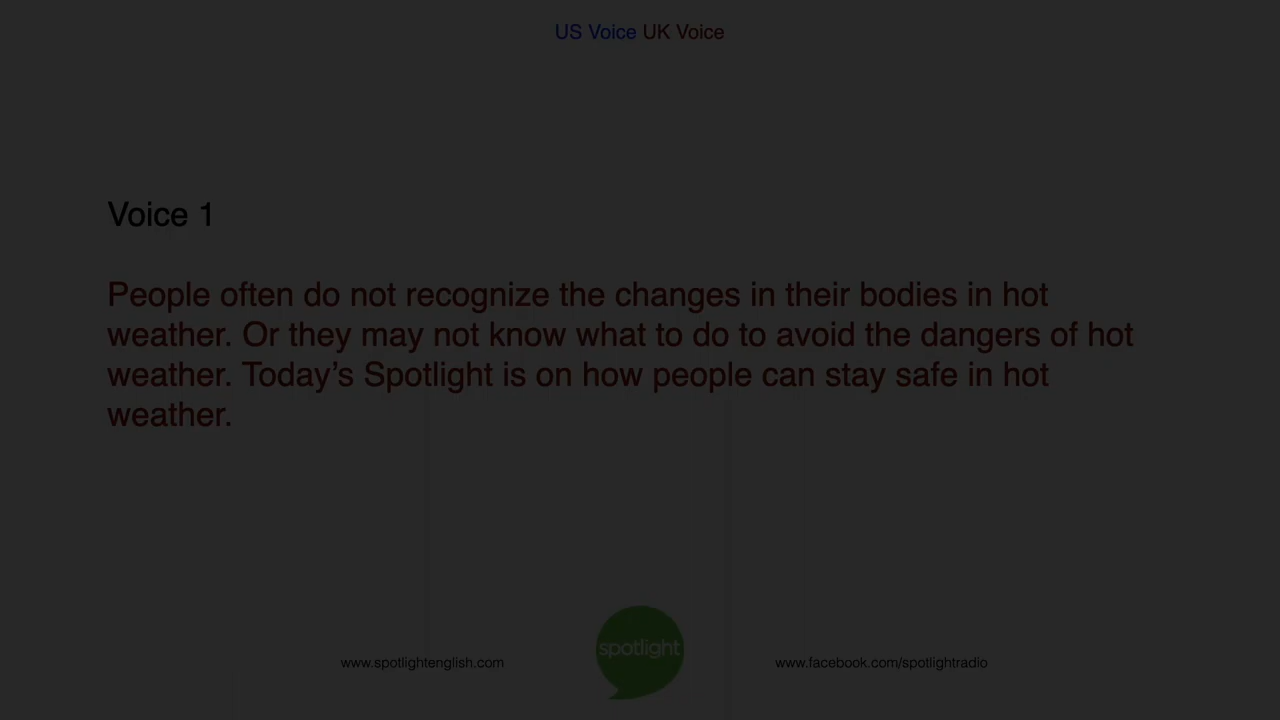 US Voice UK Voice
Voice 1
People often do not recognize the changes in their bodies in hot
weather. Or they may not know what to do to avoid the dangers of hot
weather. Today’s Spotlight is on how people can stay safe in hot
weather.
spotlight
www.spotlightenglish.com
www.facebook.com/spotlightradio